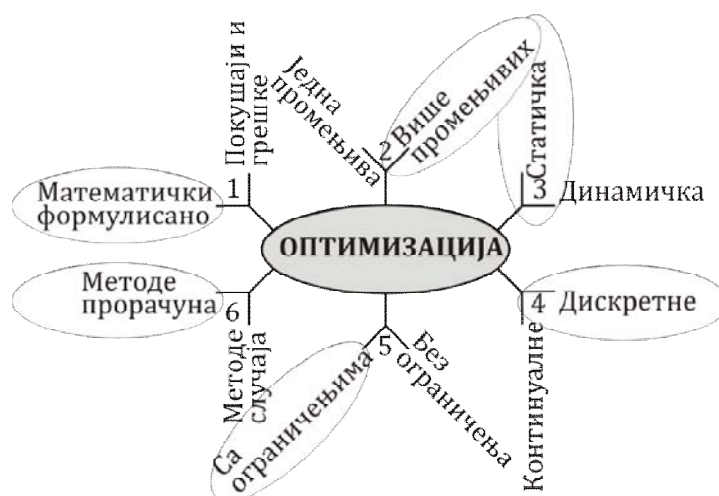 Покушаји и
грешке
Једна
промењива
2
Више
промењивих
Статичка
Математички
формулисано
1
3
Динамичка
ОПТИМИЗАЦИЈА
Методе
прорачуна
6
4
Дискретне
Методе
случаја
5
Са
ограничењима
Без
ограничења
Континуалне